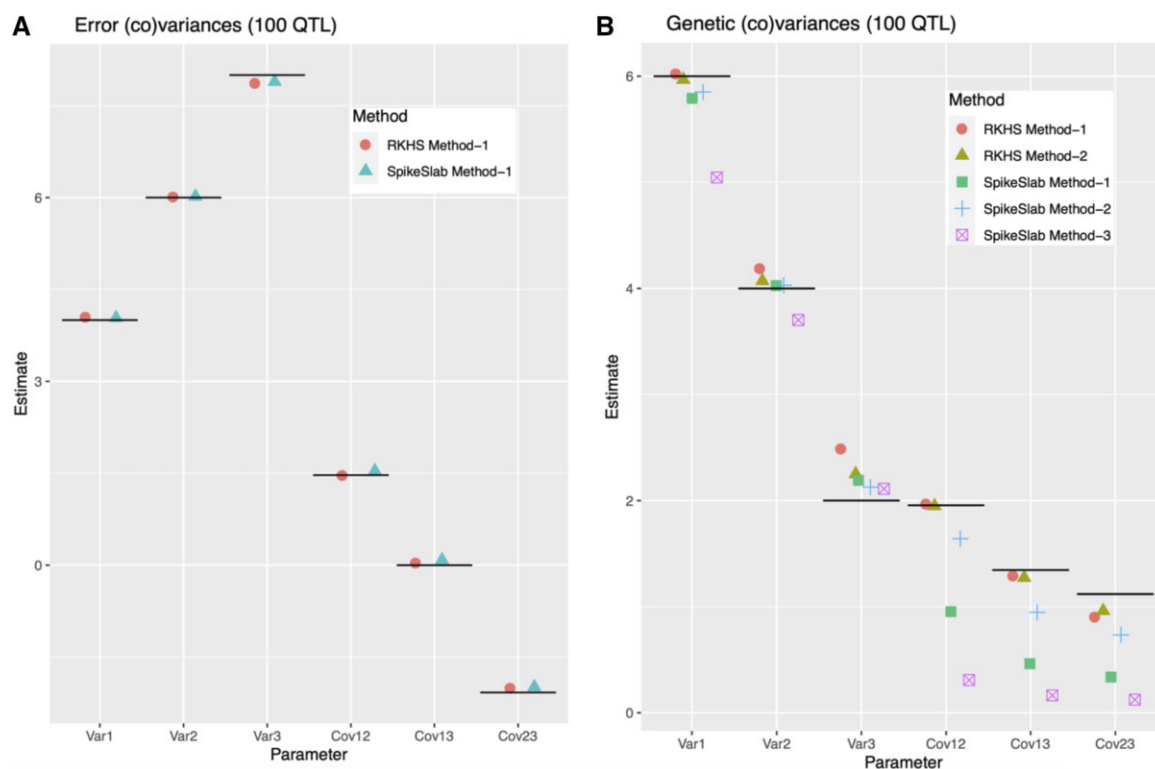 A
Error (co)variances (100 QTL)
Method
RKHS Method-1
SpikeSlab Method-1
6
3
0
Estimate
Var1
Var2
Var3
Cov12
Cov13
Cov23
Parameter
B
Genetic (co)variances (100 QTL)
Method
RKHS Method-1
RKHS Method-2
SpikeSlab Method-1
SpikeSlab Method-2
SpikeSlab Method-3
6
4
2
0
Estimate
Var1
Var2
Var3
Cov12
Cov13
Cov23
Parameter